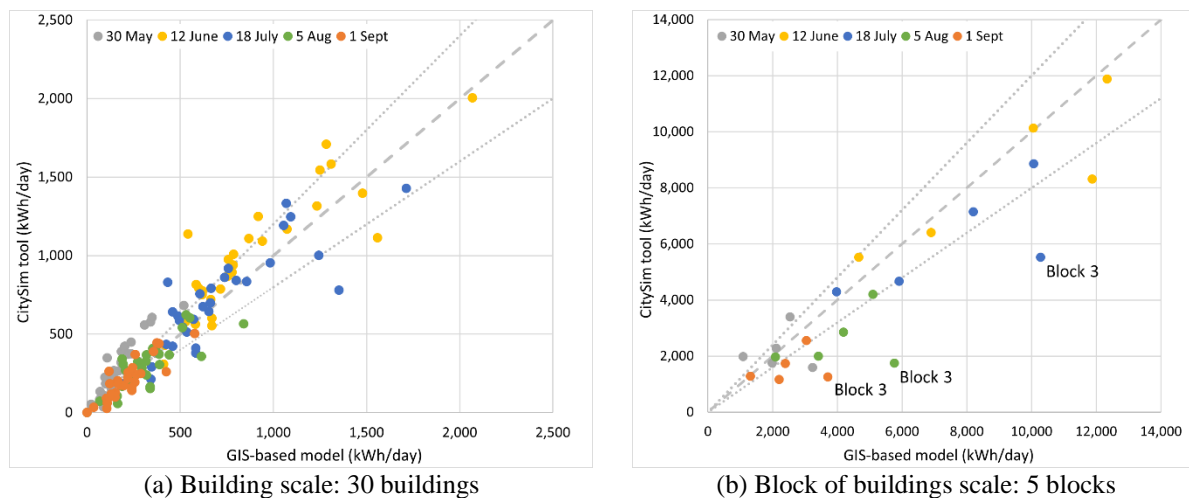 2,500
30 May 12 June 18 July 5 Aug 1 Sept
2,000
1,500
1,000
500
0
0 500 1,000 1,500 2,000 2,500
CitySim tool (kWh/day)
GIS-based model (kWh/day)
(a) Building scale: 30 buildings
14,000
30 May 12 June 18 July 5 Aug 1 Sept
12,000
10,000
8,000
6,000
Block 3
4,000
2,000
Block 3
Block 3
0
0 2,000 4,000 6,000 8,000 10,000 12,000 14,000
CitySim tool (kWh/day)
GIS-based model (kWh/day)
(b) Block of buildings scale: 5 blocks